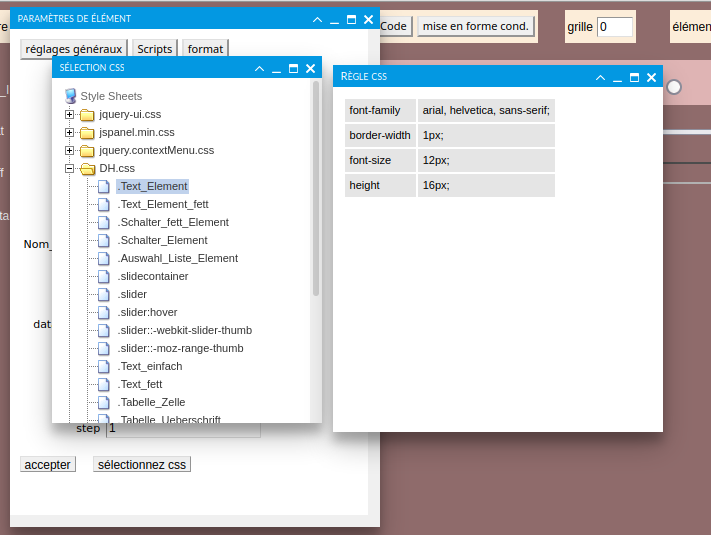 re
Code
mise en forme cond.
grille
0
élémen
PARAMÈTRES DE ÉLÉMENT
réglages généraux
Scripts
format
SÉLECTION CSS
Style Sheets
jquery-ui.css
jspanel.min.css
jquery.contextMenu.css
DH.css
.Text_Element
.Text_Element_fett
.Schalter_fett_Element
.Schalter_Element
.Auswahl_Liste_Element
.slidecontainer
.slider
.slider:hover
.slider::-webkit-slider-thumb
.slider::-moz-range-thumb
.Text_einfach
.Text_fett
.Tabelle_Zelle
.Tabelle_Ueberschrift
RÈGLE CSS
font-family arial, helvetica, sans-serif;
border-width 1px;
font-size 12px;
height 16px;
Nom_
dat
step 1
accepter
sélectionnez css